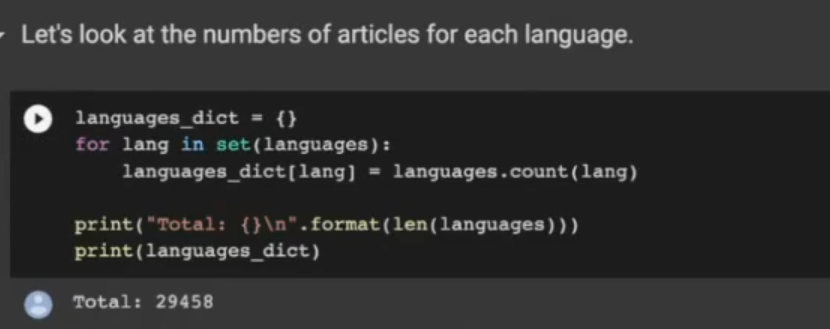 Let's look at the numbers of articles for each language.
languages_dict = {}
for lang in set(languages):
    languages_dict[lang] = languages.count(lang)
print("Total: {}\n".format(len(languages)))
print(languages_dict)
Total: 29458